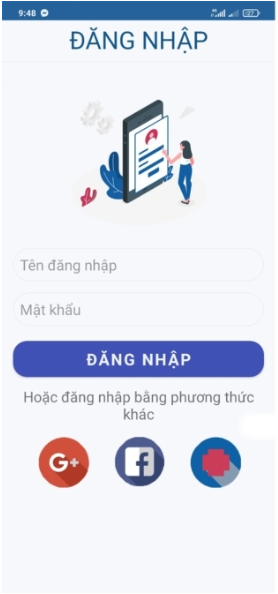 9:48
ĐĂNG NHẬP
Tên đăng nhập
Mật khẩu
ĐĂNG NHẬP
Hoặc đăng nhập bằng phương thức
khác
G+
f